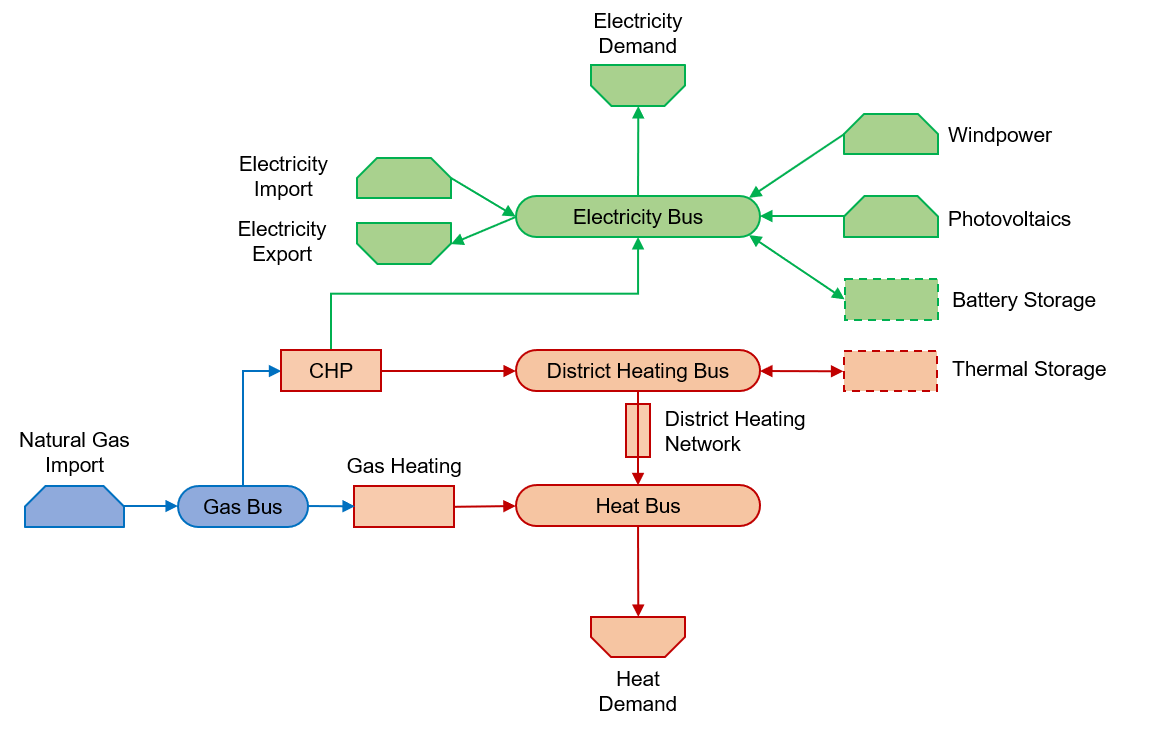 Electricity
Demand
Windpower
Electricity
Import
Electricity Bus
Photovoltaics
Electricity
Export
Battery Storage
CHP
District Heating Bus
Thermal Storage
District Heating
Network
Natural Gas
Import
Gas Heating
Gas Bus
Heat Bus
Heat
Demand